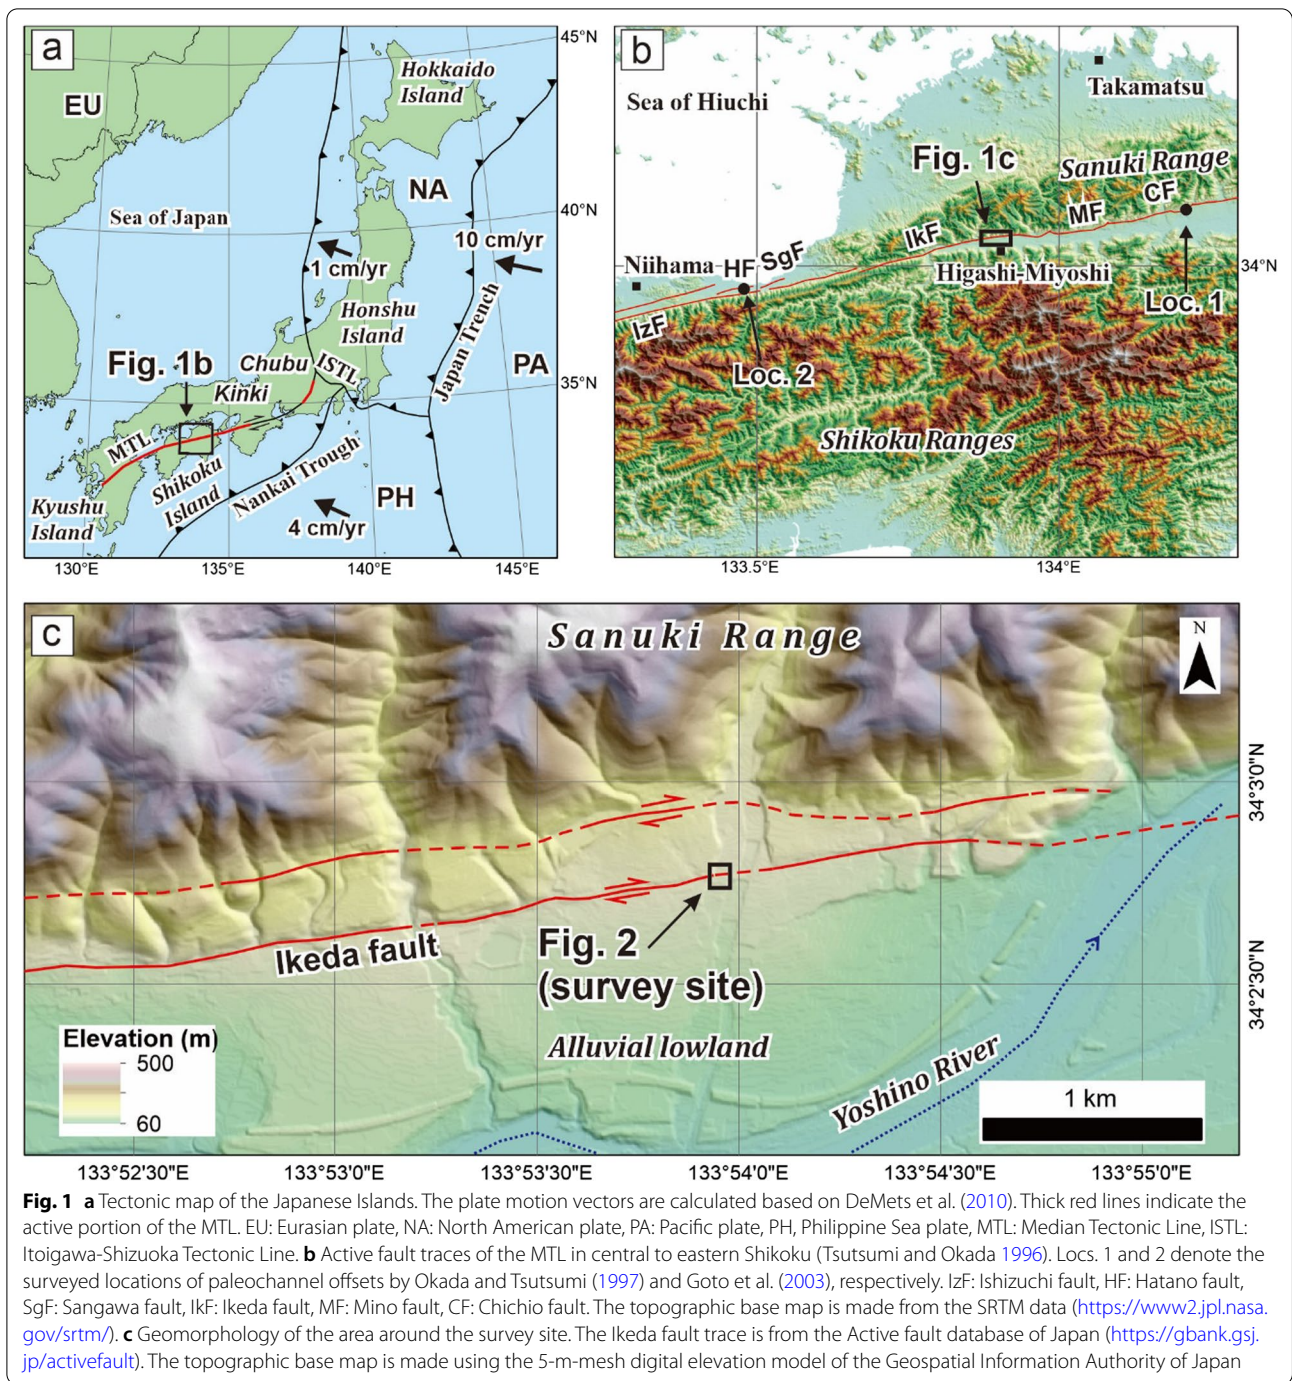 a
45°N
Hokkaido
Island
EU
NA
Sea of Japan
40°N
10 cm/yr
1 cm/yr
Honshu
Island
Japan Trench
Fig. 1b
Chubu
ISTL
PA
35°N
Kinki
MTL
Shikoku
Island
Nankai Trough
PH
Kyushu
Island
4 cm/yr
130°E
135°E
140°E
145°E
b
Takamatsu
Sea of Hiuchi
Fig. 1c
Sanuki Range
CF
MF
IkF
SgF
Niihama
HF
Higashi-Miyoshi
34°N
Loc. 1
IzF
Loc. 2
Shikoku Ranges
133.5°E
134°E
c
Sanuki Range
N
34°3'0"N
Ikeda fault
Fig. 2
(survey site)
34°2'30"N
Elevation (m)
500
60
Alluvial lowland
Yoshino River
1 km
133°52'30"E
133°53'0"E
133°53'30"E
133°54'0"E
133°54'30"E
133°55'0"E
Fig. 1 a Tectonic map of the Japanese Islands. The plate motion vectors are calculated based on DeMets et al. (2010). Thick red lines indicate the
active portion of the MTL. EU: Eurasian plate, NA: North American plate, PA: Pacific plate, PH, Philippine Sea plate, MTL: Median Tectonic Line, ISTL:
Itoigawa-Shizuoka Tectonic Line. b Active fault traces of the MTL in central to eastern Shikoku (Tsutsumi and Okada 1996). Locs. 1 and 2 denote the
surveyed locations of paleochannel offsets by Okada and Tsutsumi (1997) and Goto et al. (2003), respectively. IzF: Ishizuchi fault, HF: Hatano fault,
SgF: Sangawa fault, IkF: Ikeda fault, MF: Mino fault, CF: Chichio fault. The topographic base map is made from the SRTM data (https://www2.jpl.nasa.
gov/srtm/). c Geomorphology of the area around the survey site. The Ikeda fault trace is from the Active fault database of Japan (https://gbank.gsj.
jp/activefault). The topographic base map is made using the 5-m-mesh digital elevation model of the Geospatial Information Authority of Japan